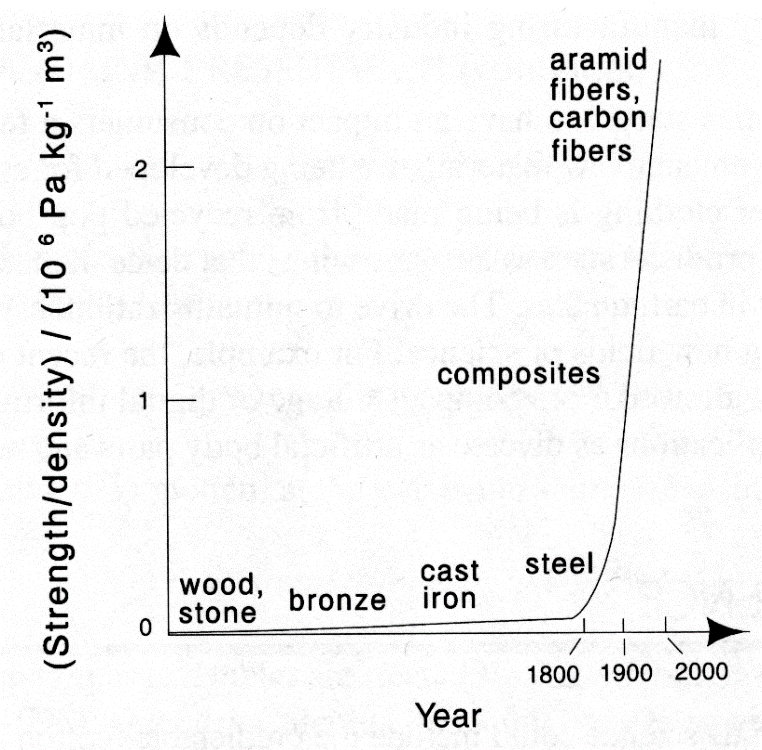 (Strength/density) / (10⁶ Pa kg⁻¹ m³)
aramid
fibers,
carbon
fibers
2
composites
1
steel
cast
iron
wood,
stone
bronze
0
1800
1900
2000
Year